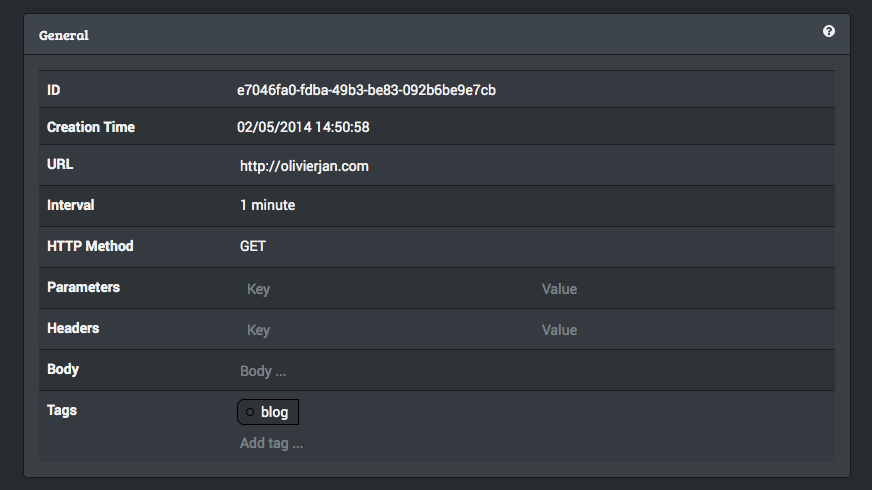 General
ID e7046fa0-fdba-49b3-be83-092b6be9e7cb
Creation Time 02/05/2014 14:50:58
URL http://olivierjan.com
Interval 1 minute
HTTP Method GET
Parameters Key Value
Headers Key Value
Body Body ...
Tags blog
Add tag ...